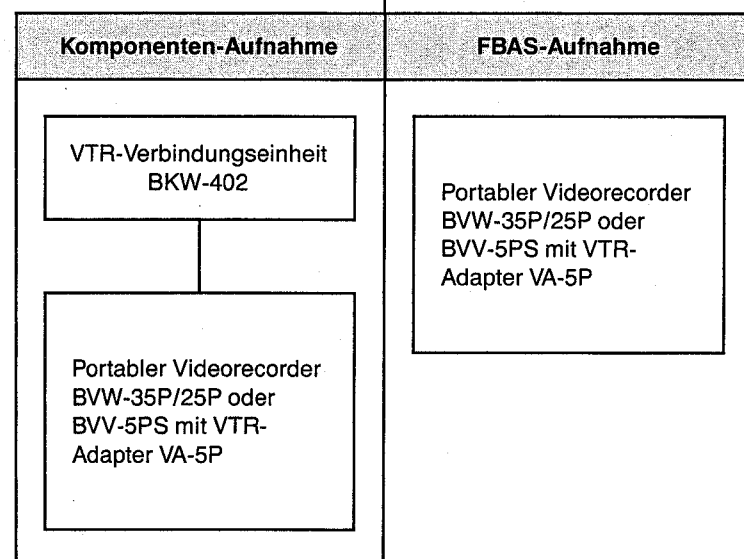 Komponenten-Aufnahme
FBAS-Aufnahme
VTR-Verbindungseinheit
BKW-402
Portabler Videorecorder
BVW-35P/25P oder
BVV-5PS mit VTR-
Adapter VA-5P
Portabler Videorecorder
BVW-35P/25P oder
BVV-5PS mit VTR-
Adapter VA-5P